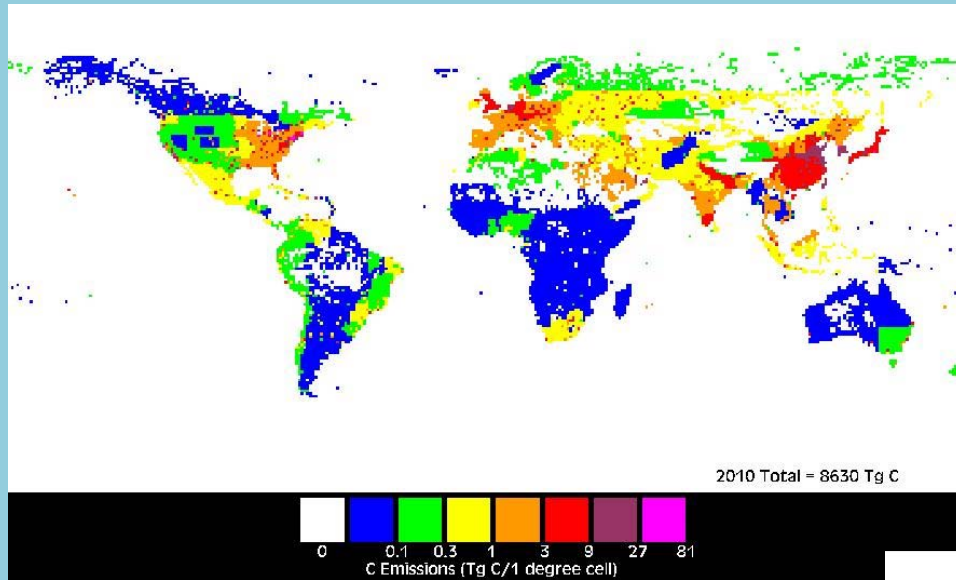 2010 Total = 8630 Tg C
0 0.1 0.3 1 3 9 27 81
C Emissions (Tg C/1 degree cell)